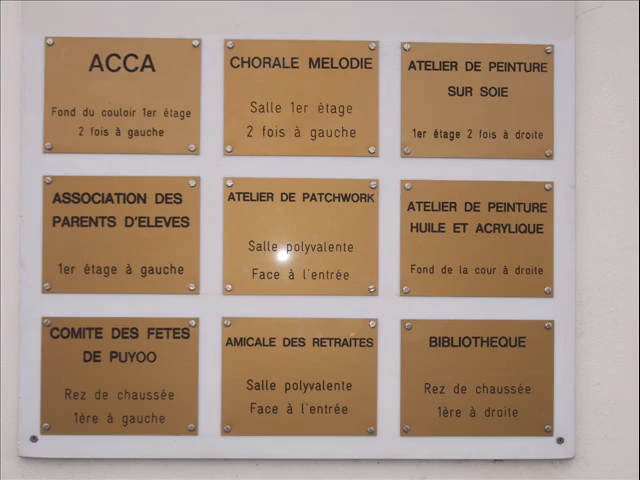 ACCA
Fond du couloir 1er étage
2 fois à gauche
CHORALE MELODIE
Salle 1er étage
2 fois à gauche
ATELIER DE PEINTURE
SUR SOIE
1er étage 2 fois à droite
ASSOCIATION DES
PARENTS D'ELEVES
1er étage à gauche
ATELIER DE PATCHWORK
Salle polyvalente
Face à l'entrée
ATELIER DE PEINTURE
HUILE ET ACRYLIQUE
Fond de la cour à droite
COMITE DES FETES
DE PUYOO
Rez de chaussée
1ère à gauche
AMICALE DES RETRAITES
Salle polyvalente
Face à l'entrée
BIBLIOTHEQUE
Rez de chaussée
1ère à droite